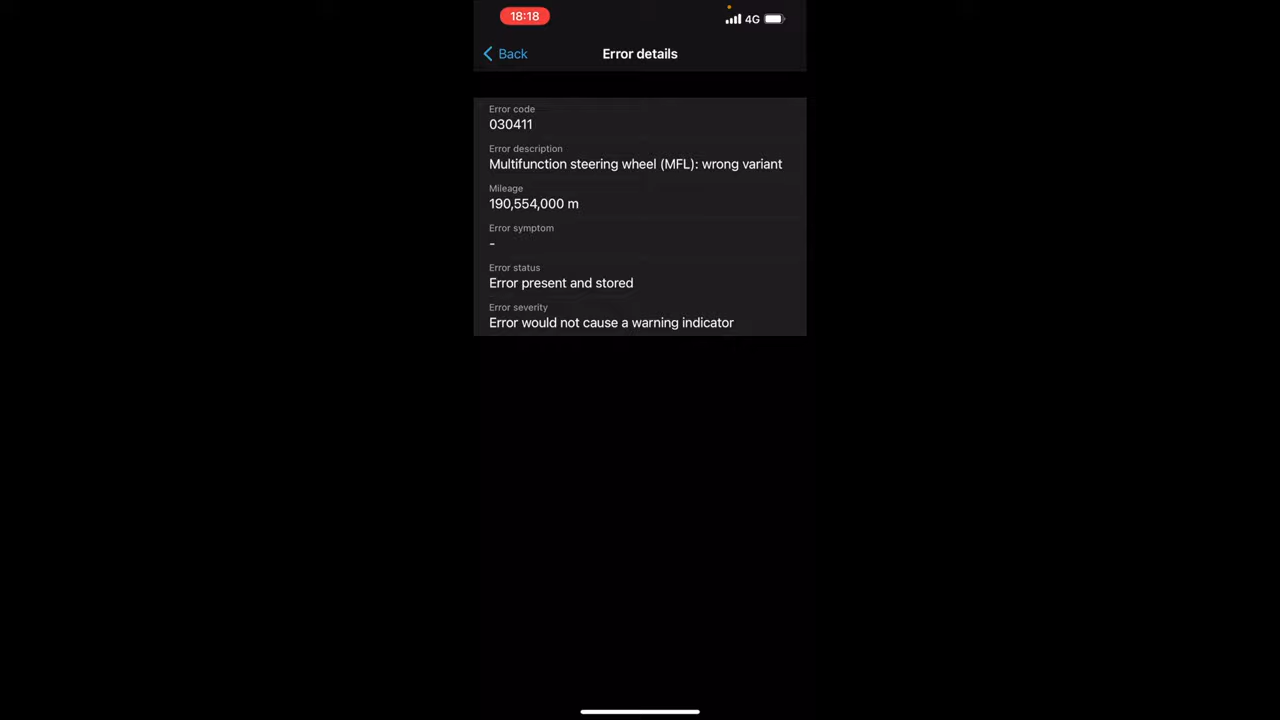 18:18
4G
Back
Error details
Error code
030411
Error description
Multifunction steering wheel (MFL): wrong variant
Mileage
190,554,000 m
Error symptom
-
Error status
Error present and stored
Error severity
Error would not cause a warning indicator